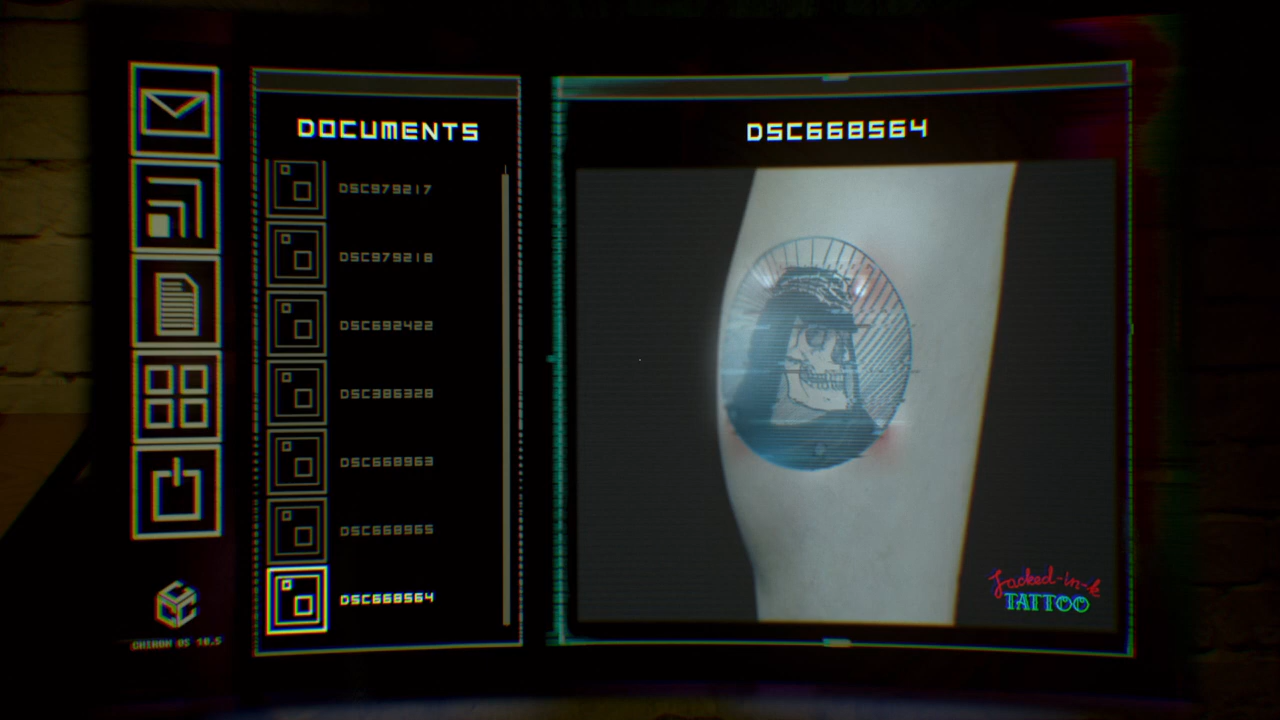 DOCUMENTS
DSC979217
DSC979218
DSC692422
DSC386328
DSC668963
DSC668965
DSC668564
CHIRON OS 10.5
DSC668564
Jacked-in-k
TATTOO